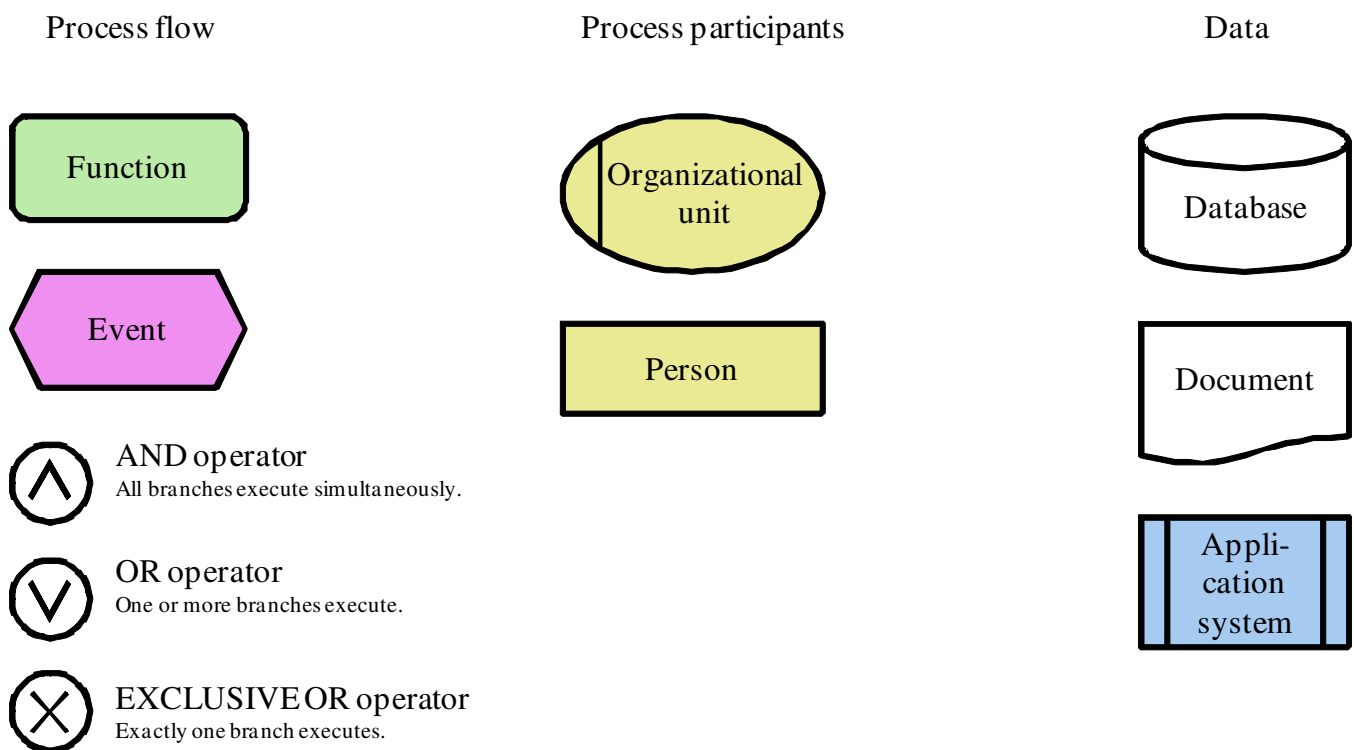 Process flow
Process participants
Data
Function
Event
AND operator
All branches execute simultaneously.
OR operator
One or more branches execute.
EXCLUSIVE OR operator
Exactly one branch executes.
Organizational
unit
Person
Database
Document
Appli-
cation
system